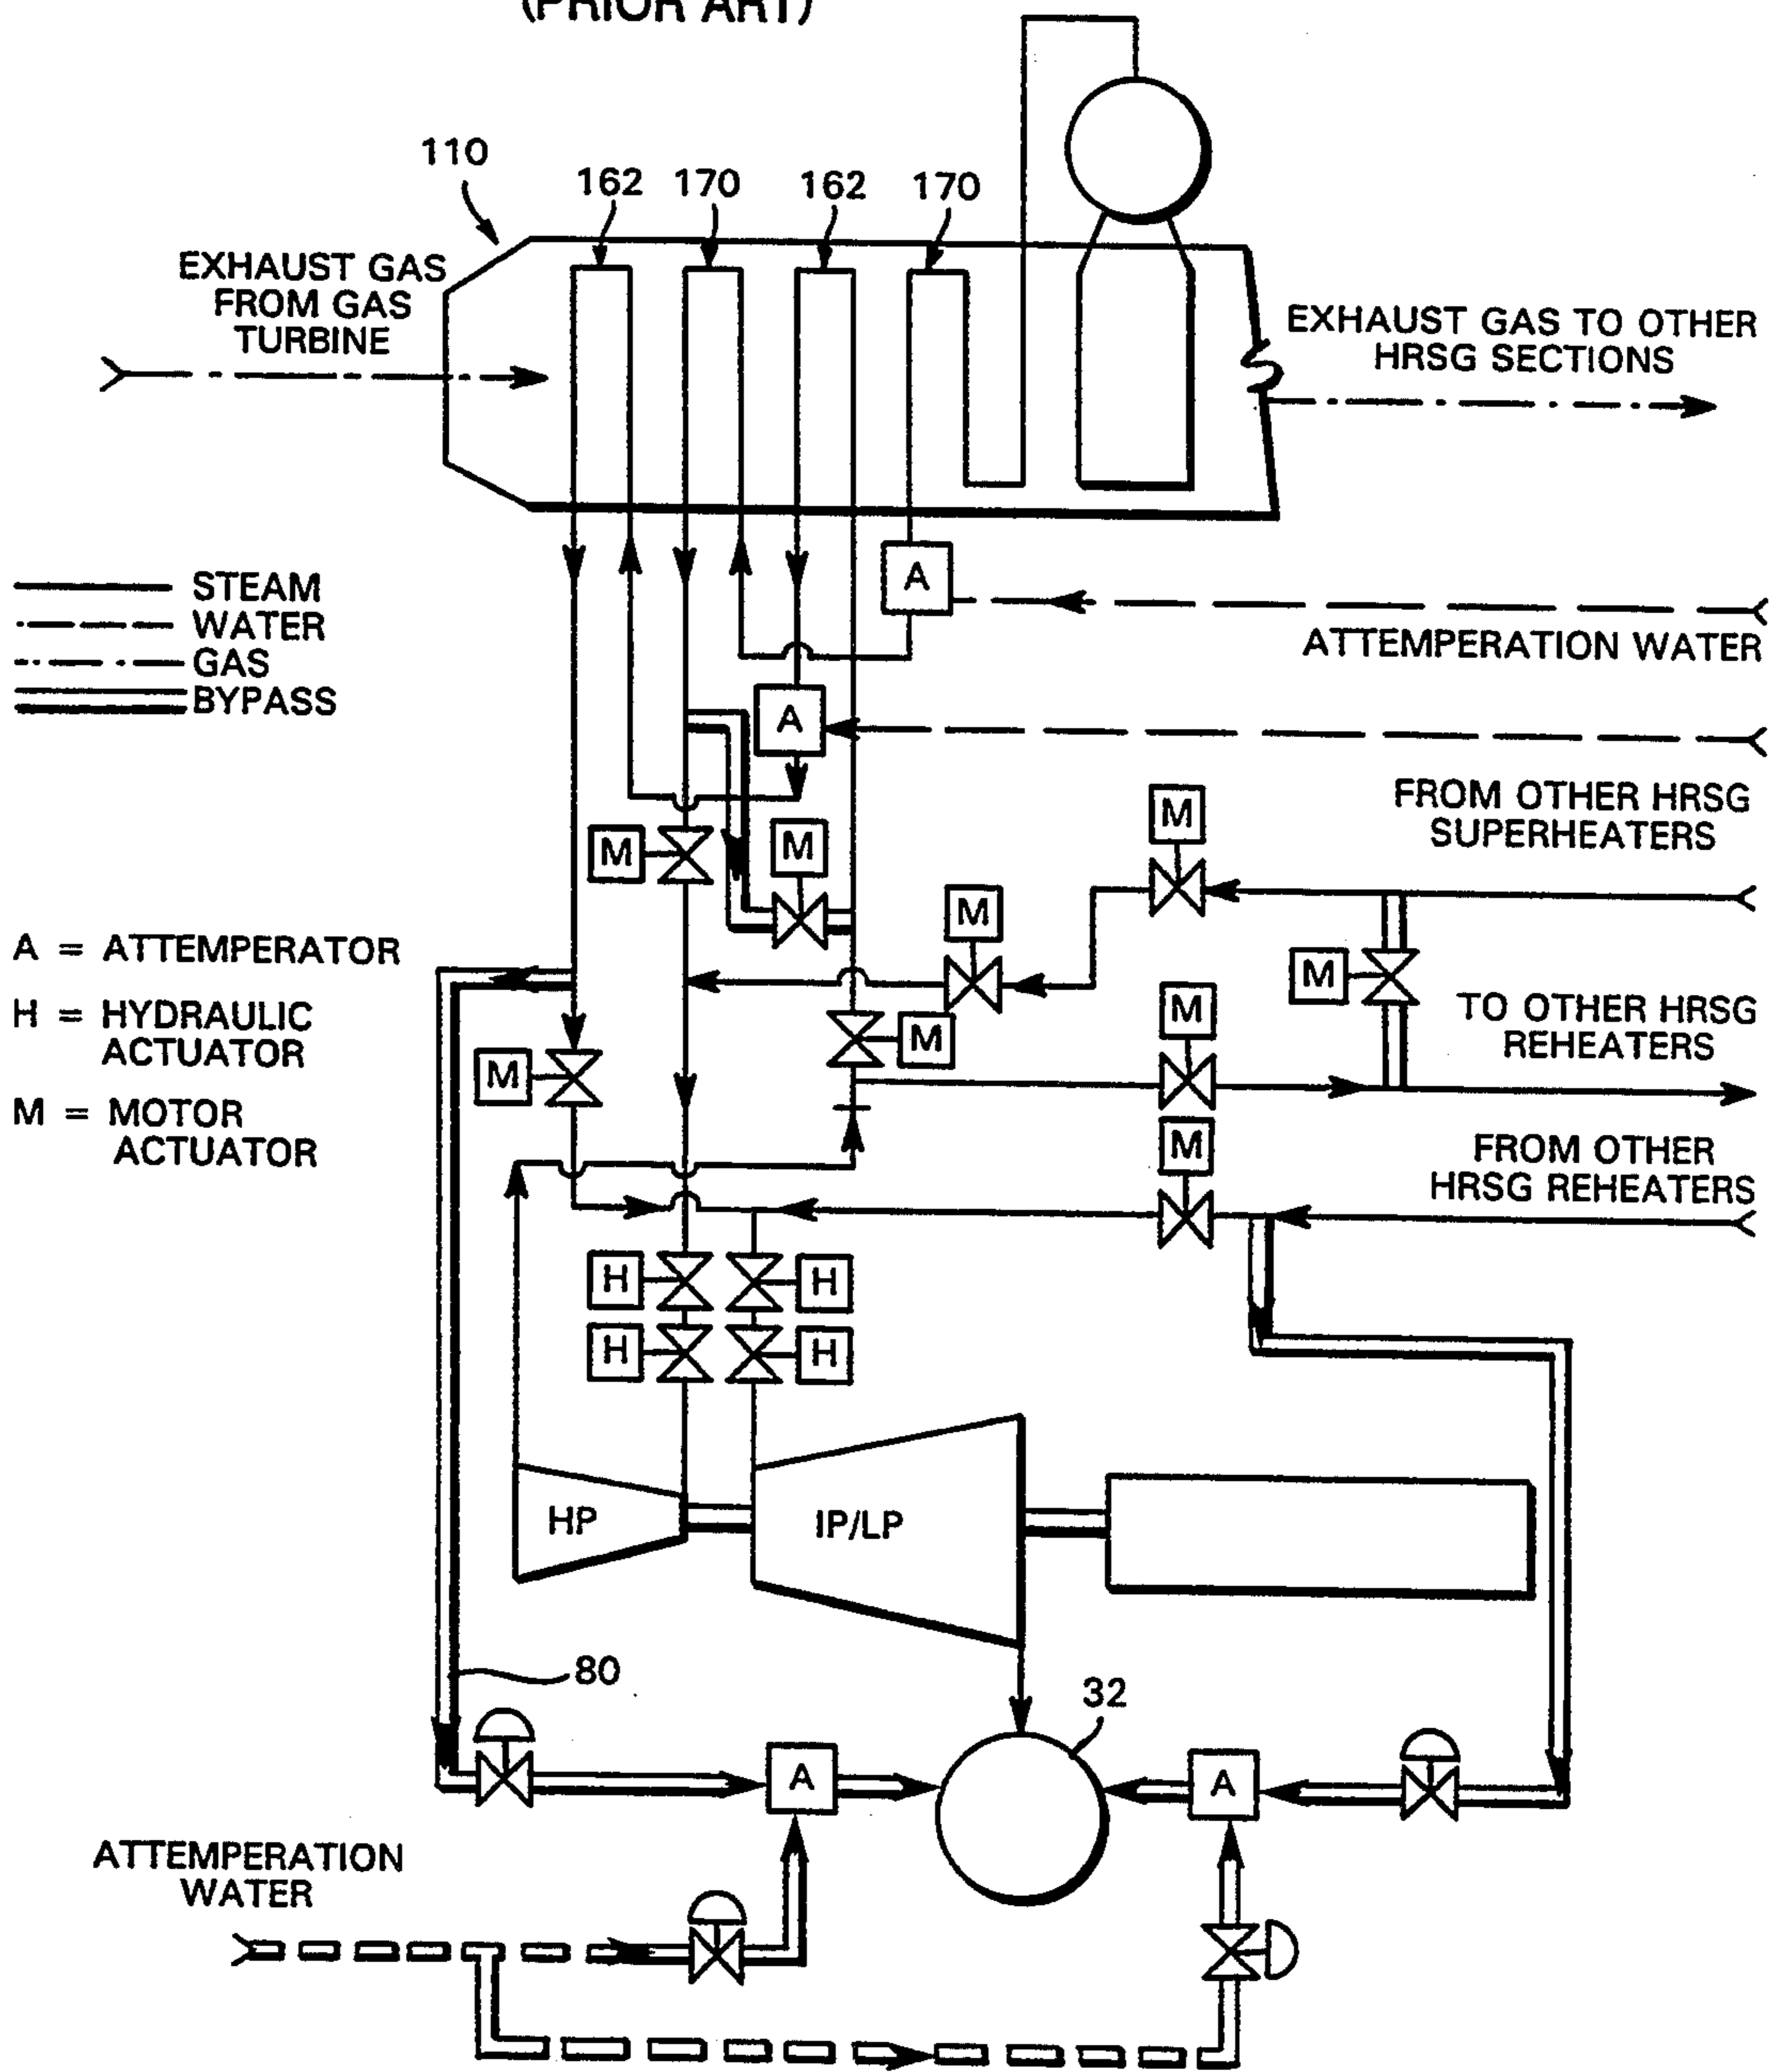 (PRIOR ART)
110
162
170
162
170
EXHAUST GAS
FROM GAS
TURBINE
EXHAUST GAS TO OTHER
HRSG SECTIONS
A
STEAM
WATER
GAS
BYPASS
ATTEMPERATION WATER
A
FROM OTHER HRSG
SUPERHEATERS
M
M
M
M
A = ATTEMPERATOR
H = HYDRAULIC
ACTUATOR
M = MOTOR
ACTUATOR
M
M
M
M
TO OTHER HRSG
REHEATERS
M
M
FROM OTHER
HRSG REHEATERS
H
H
H
H
HP
IP/LP
80
32
A
A
ATTEMPERATION
WATER